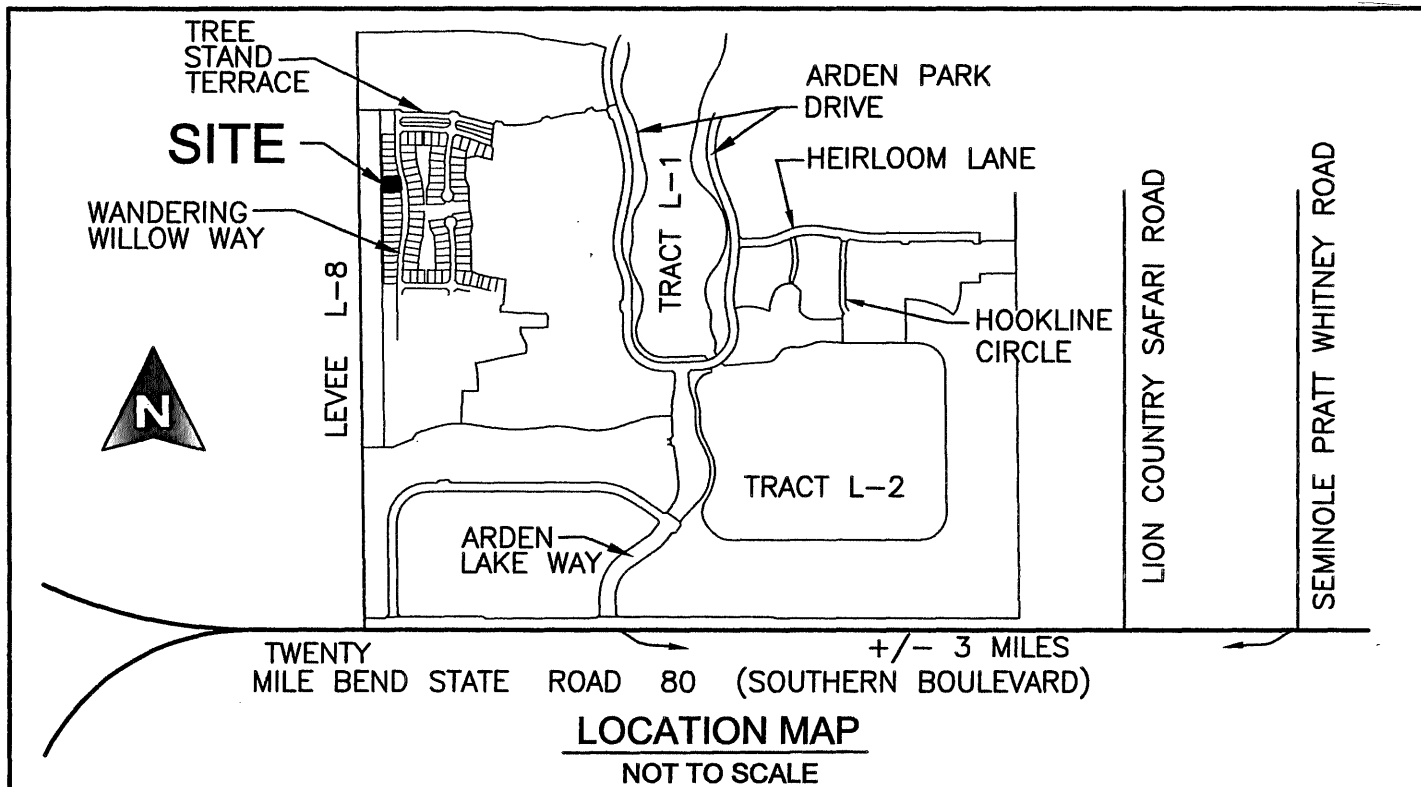 TREE
STAND
TERRACE
SITE
WANDERING
WILLOW WAY
LEVEE L-8
N
ARDEN PARK
DRIVE
HEIRLOOM LANE
TRACT L-1
HOOKLINE
CIRCLE
TRACT L-2
ARDEN
LAKE WAY
LION COUNTRY SAFARI ROAD
SEMINOLE PRATT WHITNEY ROAD
+/- 3 MILES
TWENTY
MILE BEND STATE ROAD 80 (SOUTHERN BOULEVARD)
LOCATION MAP
NOT TO SCALE